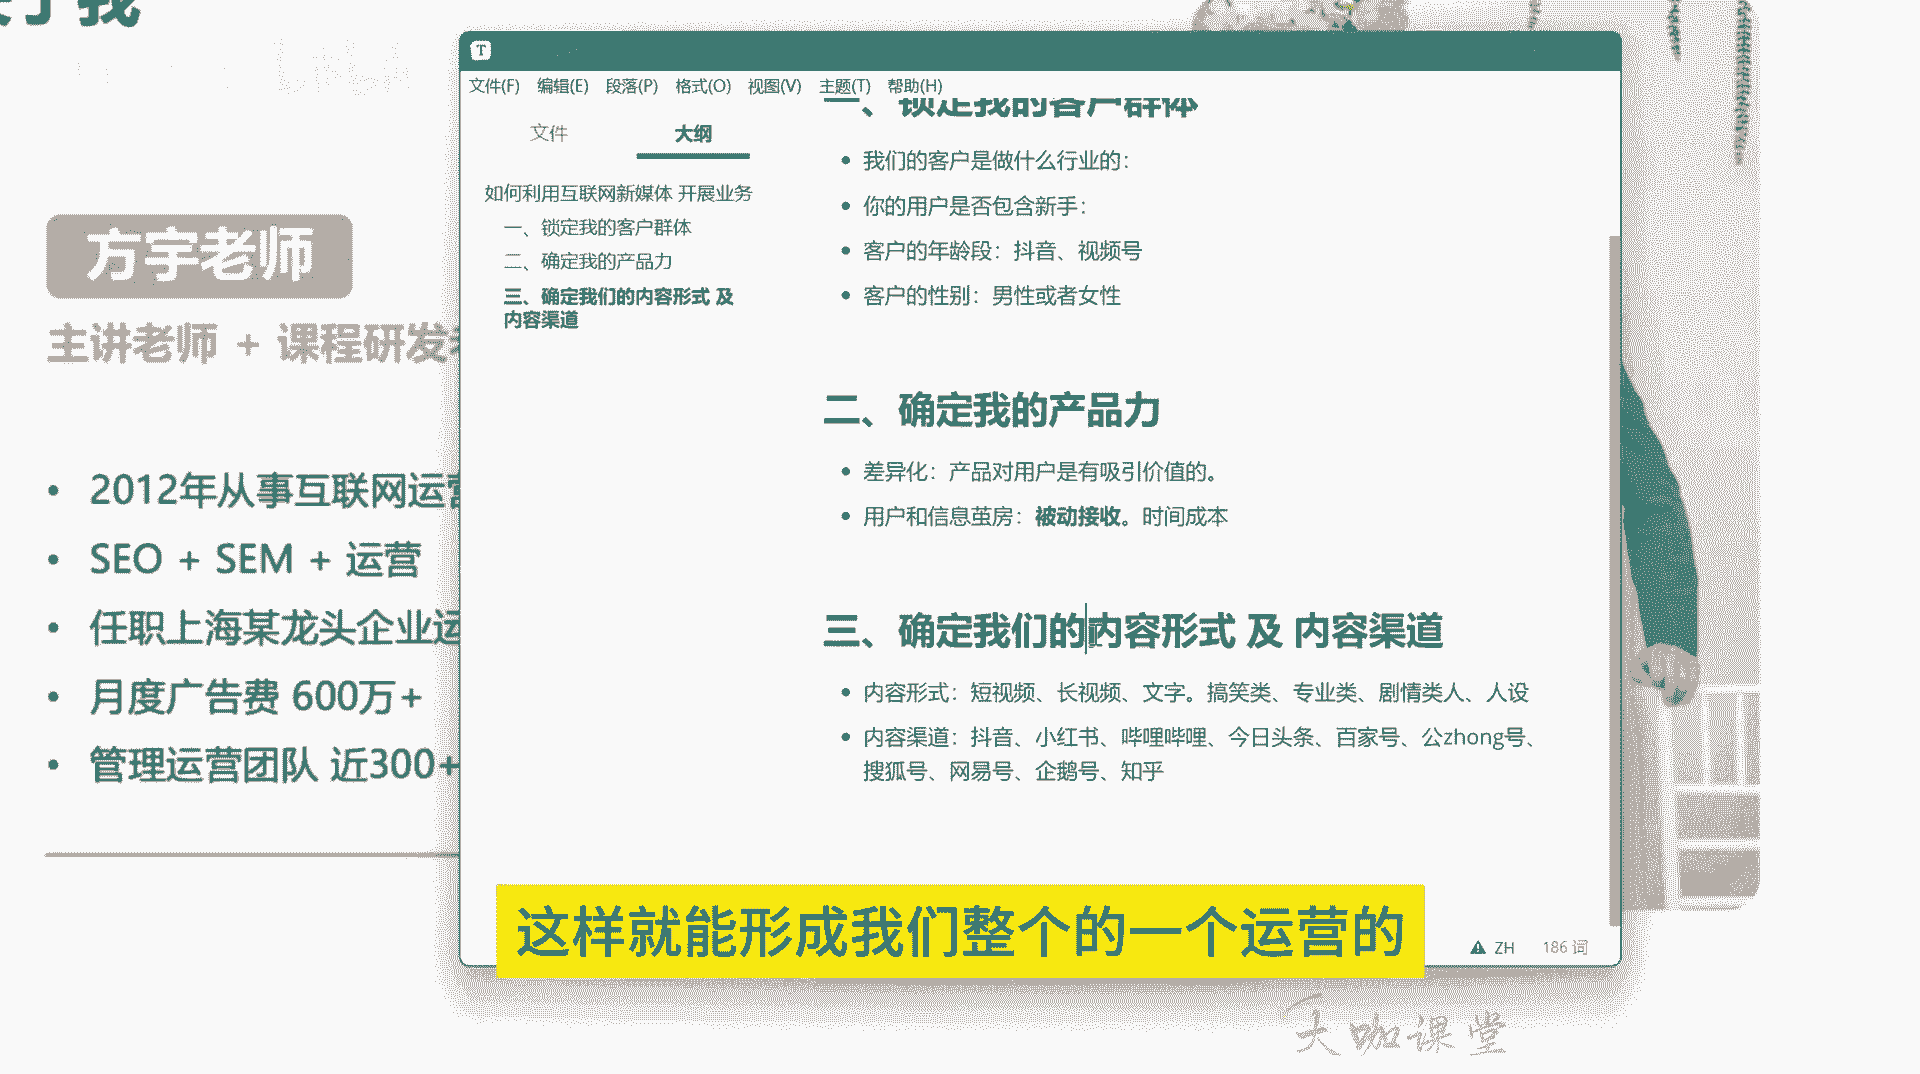 方宇老师
主讲老师 + 课程研发
2012年从事互联网运营
SEO + SEM + 运营
任职上海某龙头企业运
月度广告费 600万+
管理运营团队 近300+
T
文件(F) 编辑(E) 段落(P) 格式(O) 视图(V) 主题(T) 帮助(H)
文件 大纲
如何利用互联网新媒体 开展业务
一、锁定我的客户群体
二、确定我的产品力
三、确定我们的内容形式 及
内容渠道
一、锁定我的客户群体
我们的客户是做什么行业的：
你的用户是否包含新手：
客户的年龄段：抖音、视频号
客户的性别：男性或者女性
二、确定我的产品力
差异化：产品对用户是有吸引价值的。
用户和信息茧房：被动接收。时间成本
三、确定我们的内容形式 及 内容渠道
内容形式：短视频、长视频、文字。搞笑类、专业类、剧情类人、人设
内容渠道：抖音、小红书、哔哩哔哩、今日头条、百家号、公zhong号、
搜狐号、网易号、企鹅号、知乎
这样就能形成我们整个的一个运营的
ZH 186 词
大咖课堂